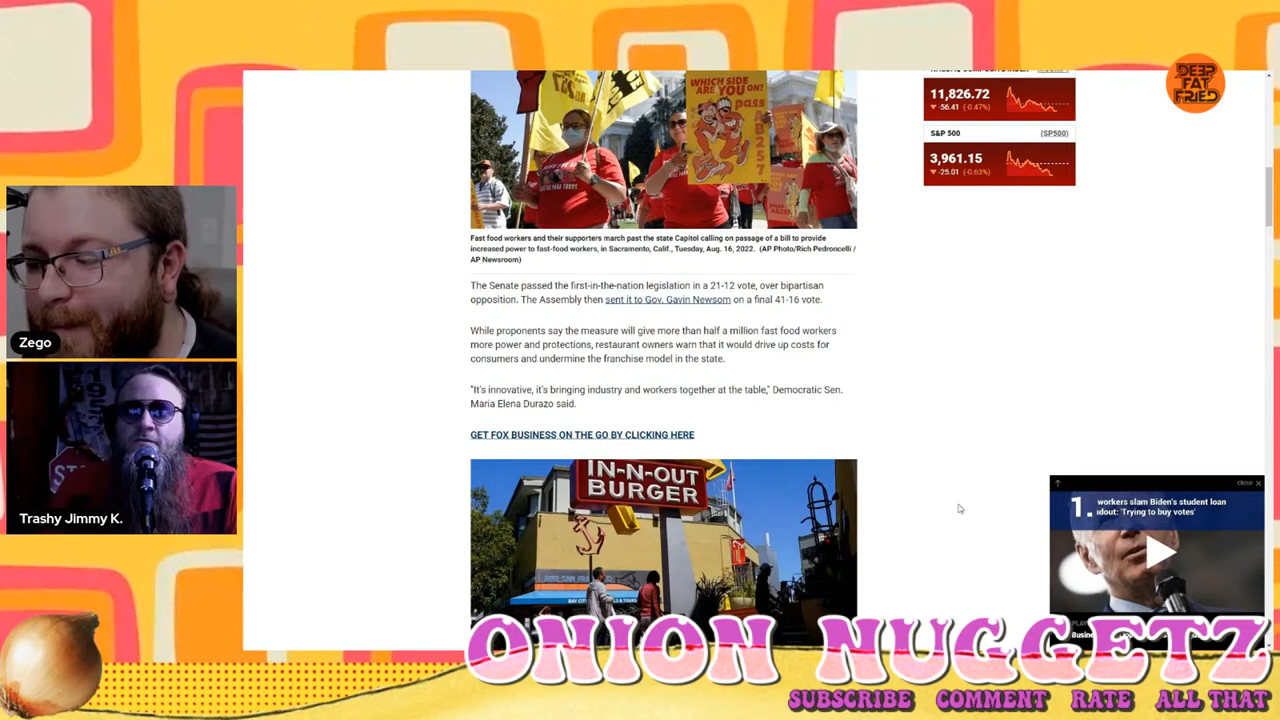 DEEP
FAT
FRIED
WHICH SIDE
ARE YOU ON?
pass
AB257
11,826.72
-56.41 (-0.47%)
S&P 500
(SP500)
3,961.15
-25.01 (-0.63%)
Fast food workers and their supporters march past the state Capitol calling on passage of a bill to provide
increased power to fast-food workers, in Sacramento, Calif., Tuesday, Aug. 16, 2022. (AP Photo/Rich Pedroncelli /
AP Newsroom)
The Senate passed the first-in-the-nation legislation in a 21-12 vote, over bipartisan
opposition. The Assembly then sent it to Gov. Gavin Newsom on a final 41-16 vote.
While proponents say the measure will give more than half a million fast food workers
more power and protections, restaurant owners warn that it would drive up costs for
consumers and undermine the franchise model in the state.
"It's innovative, it's bringing industry and workers together at the table," Democratic Sen.
Maria Elena Durazo said.
GET FOX BUSINESS ON THE GO BY CLICKING HERE
IN-N-OUT
BURGER
Zego
Trashy Jimmy K.
close
1. workers slam Biden's student loan
'Trying to buy votes'
ONION NUGGETZ
SUBSCRIBE COMMENT RATE ALL THAT